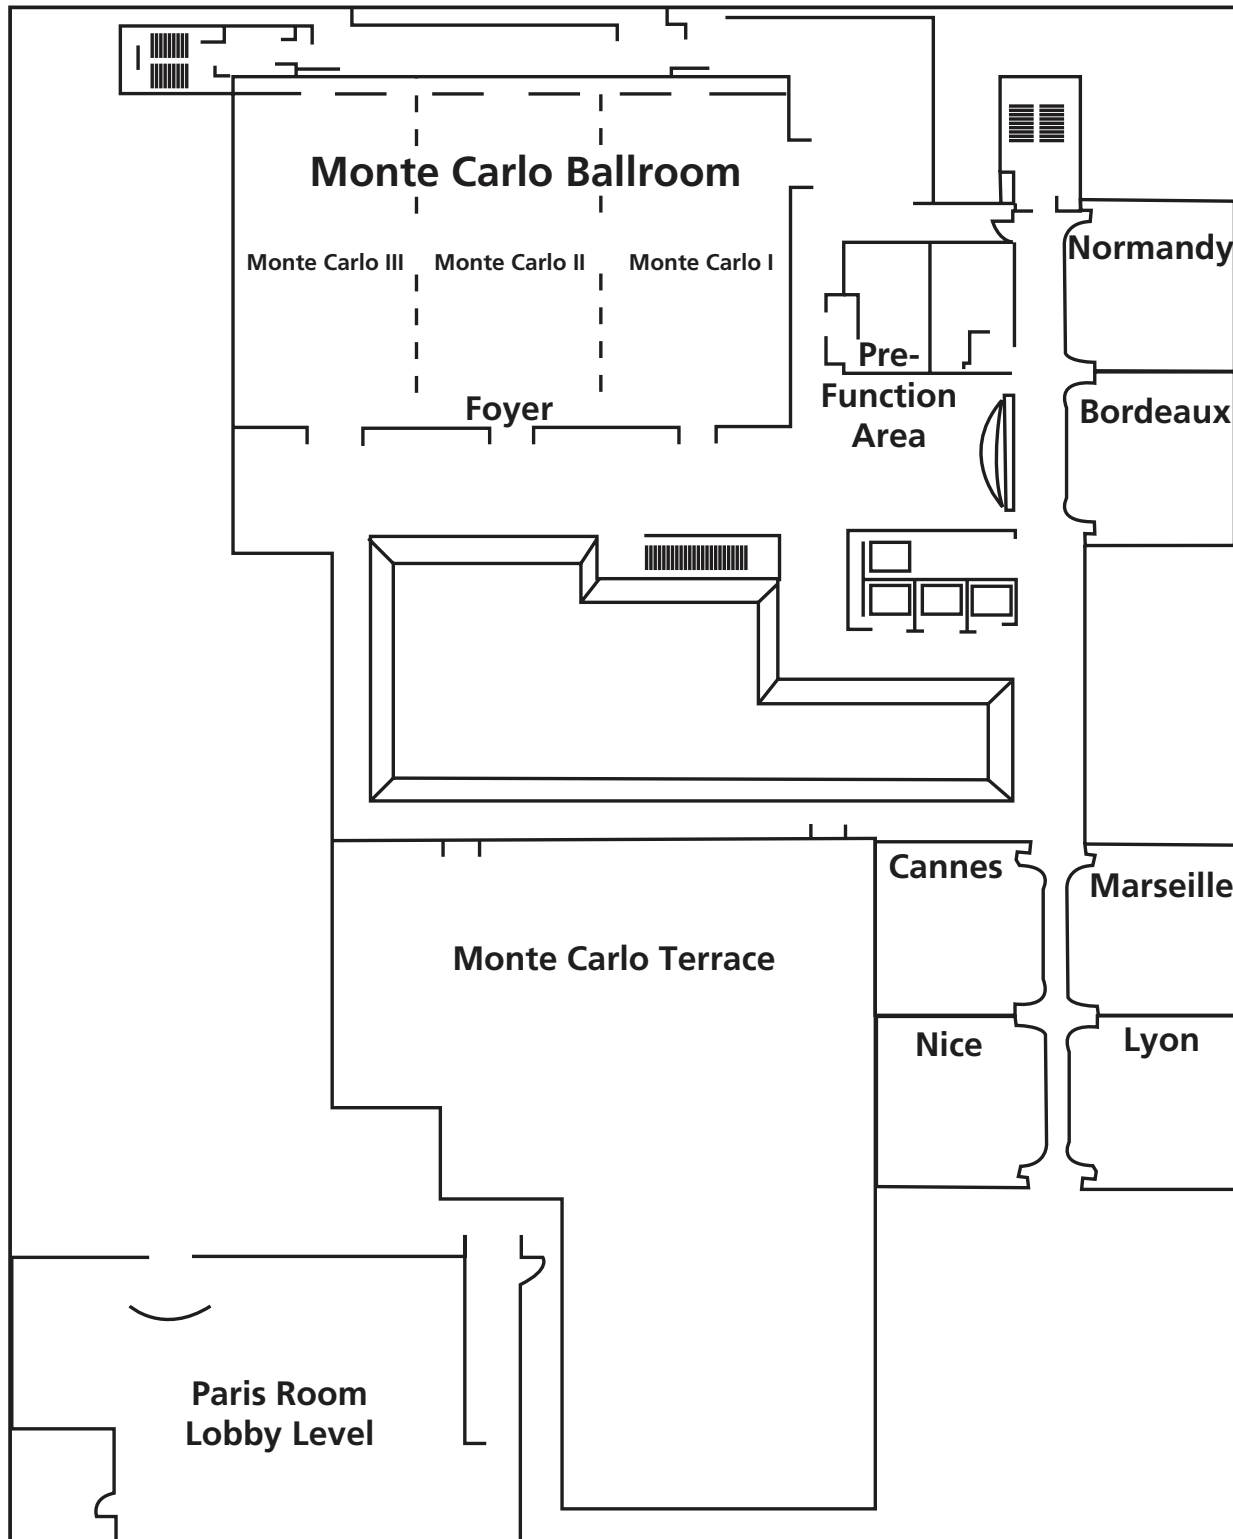 Monte Carlo Ballroom
Monte Carlo III
Monte Carlo II
Monte Carlo I
Foyer
Pre-
Function
Area
Normandy
Bordeaux
Cannes
Marseille
Monte Carlo Terrace
Nice
Lyon
Paris Room
Lobby Level